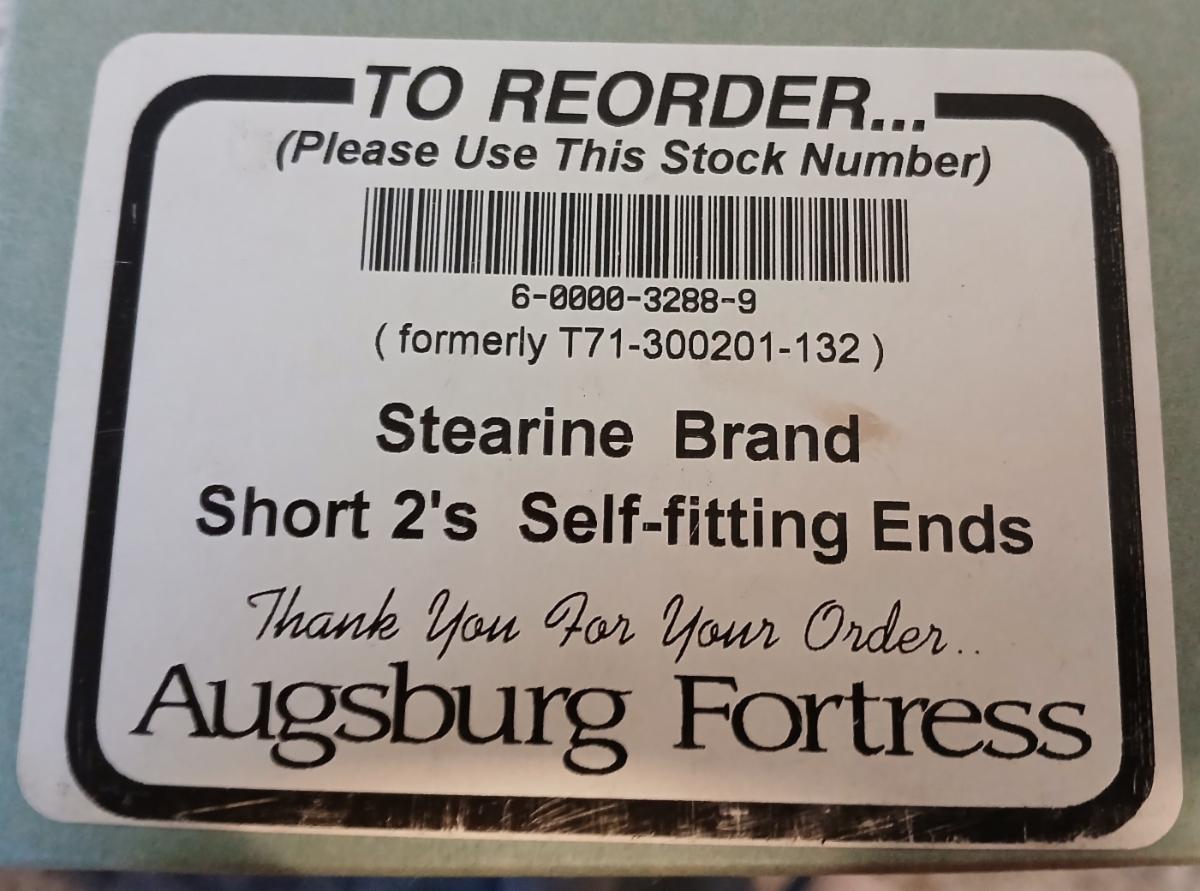 TO REORDER...
(Please Use This Stock Number)
6-0000-3288-9
( formerly T71-300201-132 )
Stearine Brand
Short 2's Self-fitting Ends
Thank You For Your Order..
Augsburg Fortress